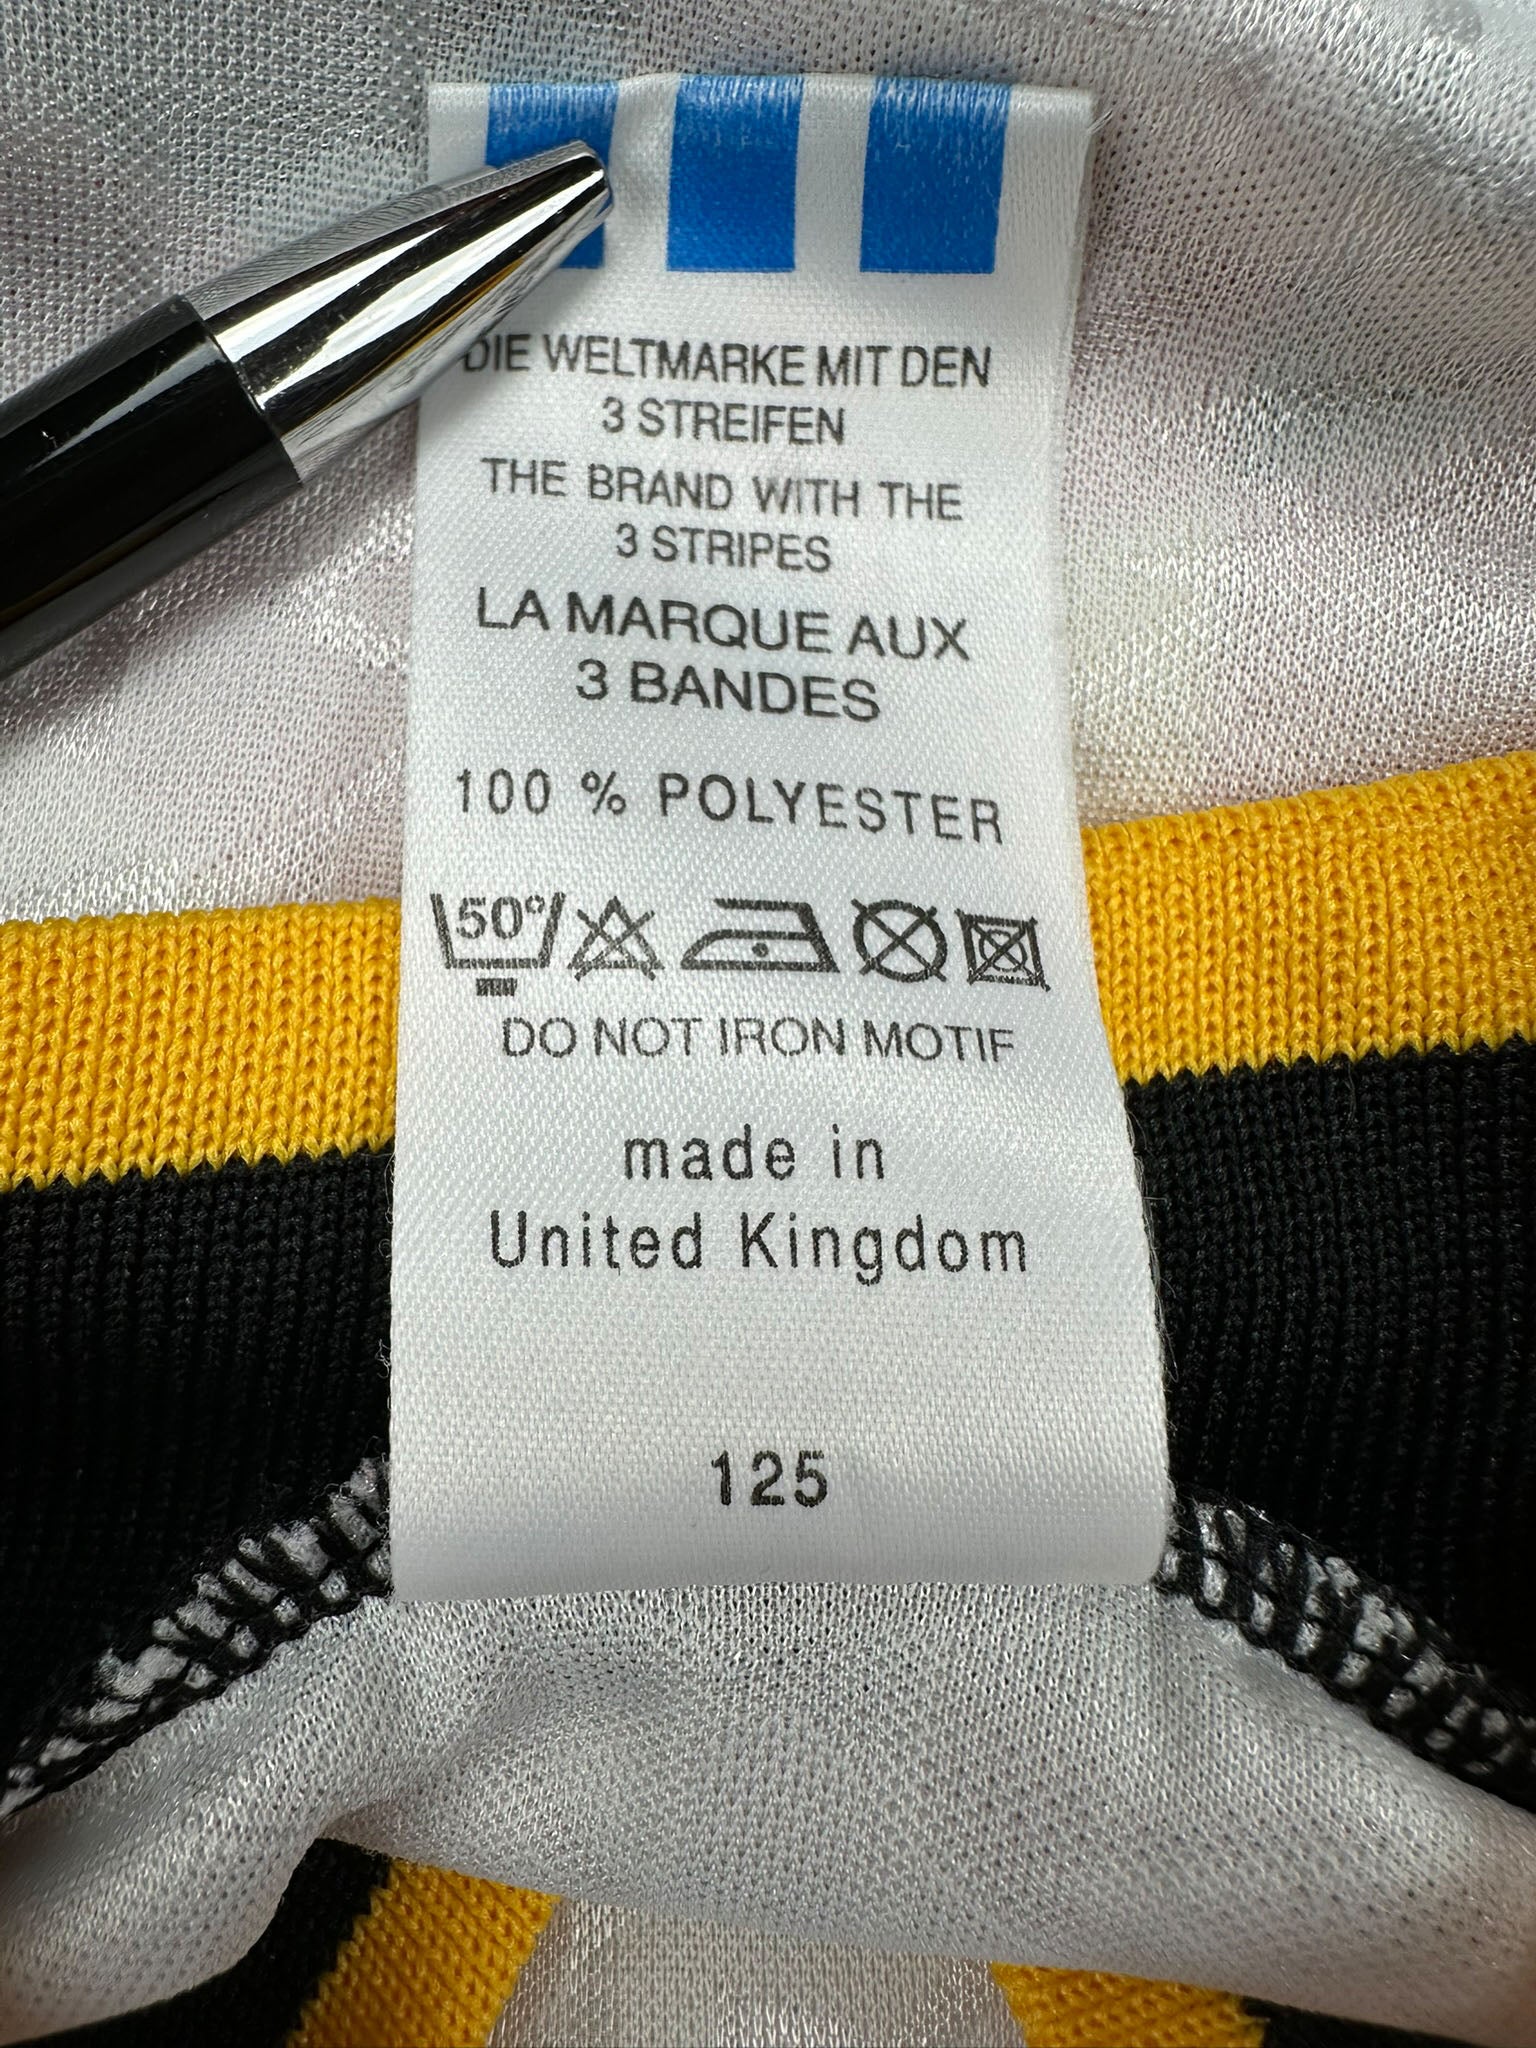 DIE WELTMARKE MIT DEN
3 STREIFEN
THE BRAND WITH THE
3 STRIPES
LA MARQUE AUX
3 BANDES
100 % POLYESTER
50°
DO NOT IRON MOTIF
made in
United Kingdom
125